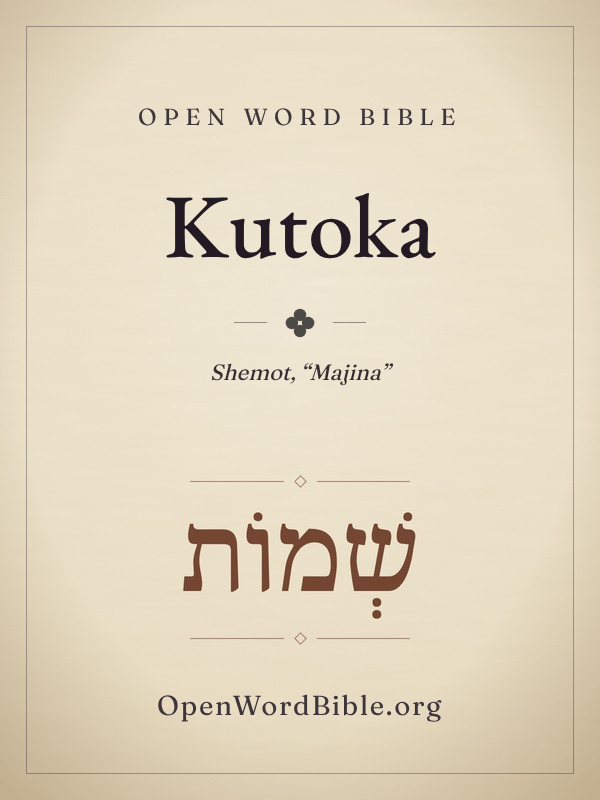 OPEN WORD BIBLE
Kutoka
Shemot, “Majina”
שְׁמוֹת
OpenWordBible.org